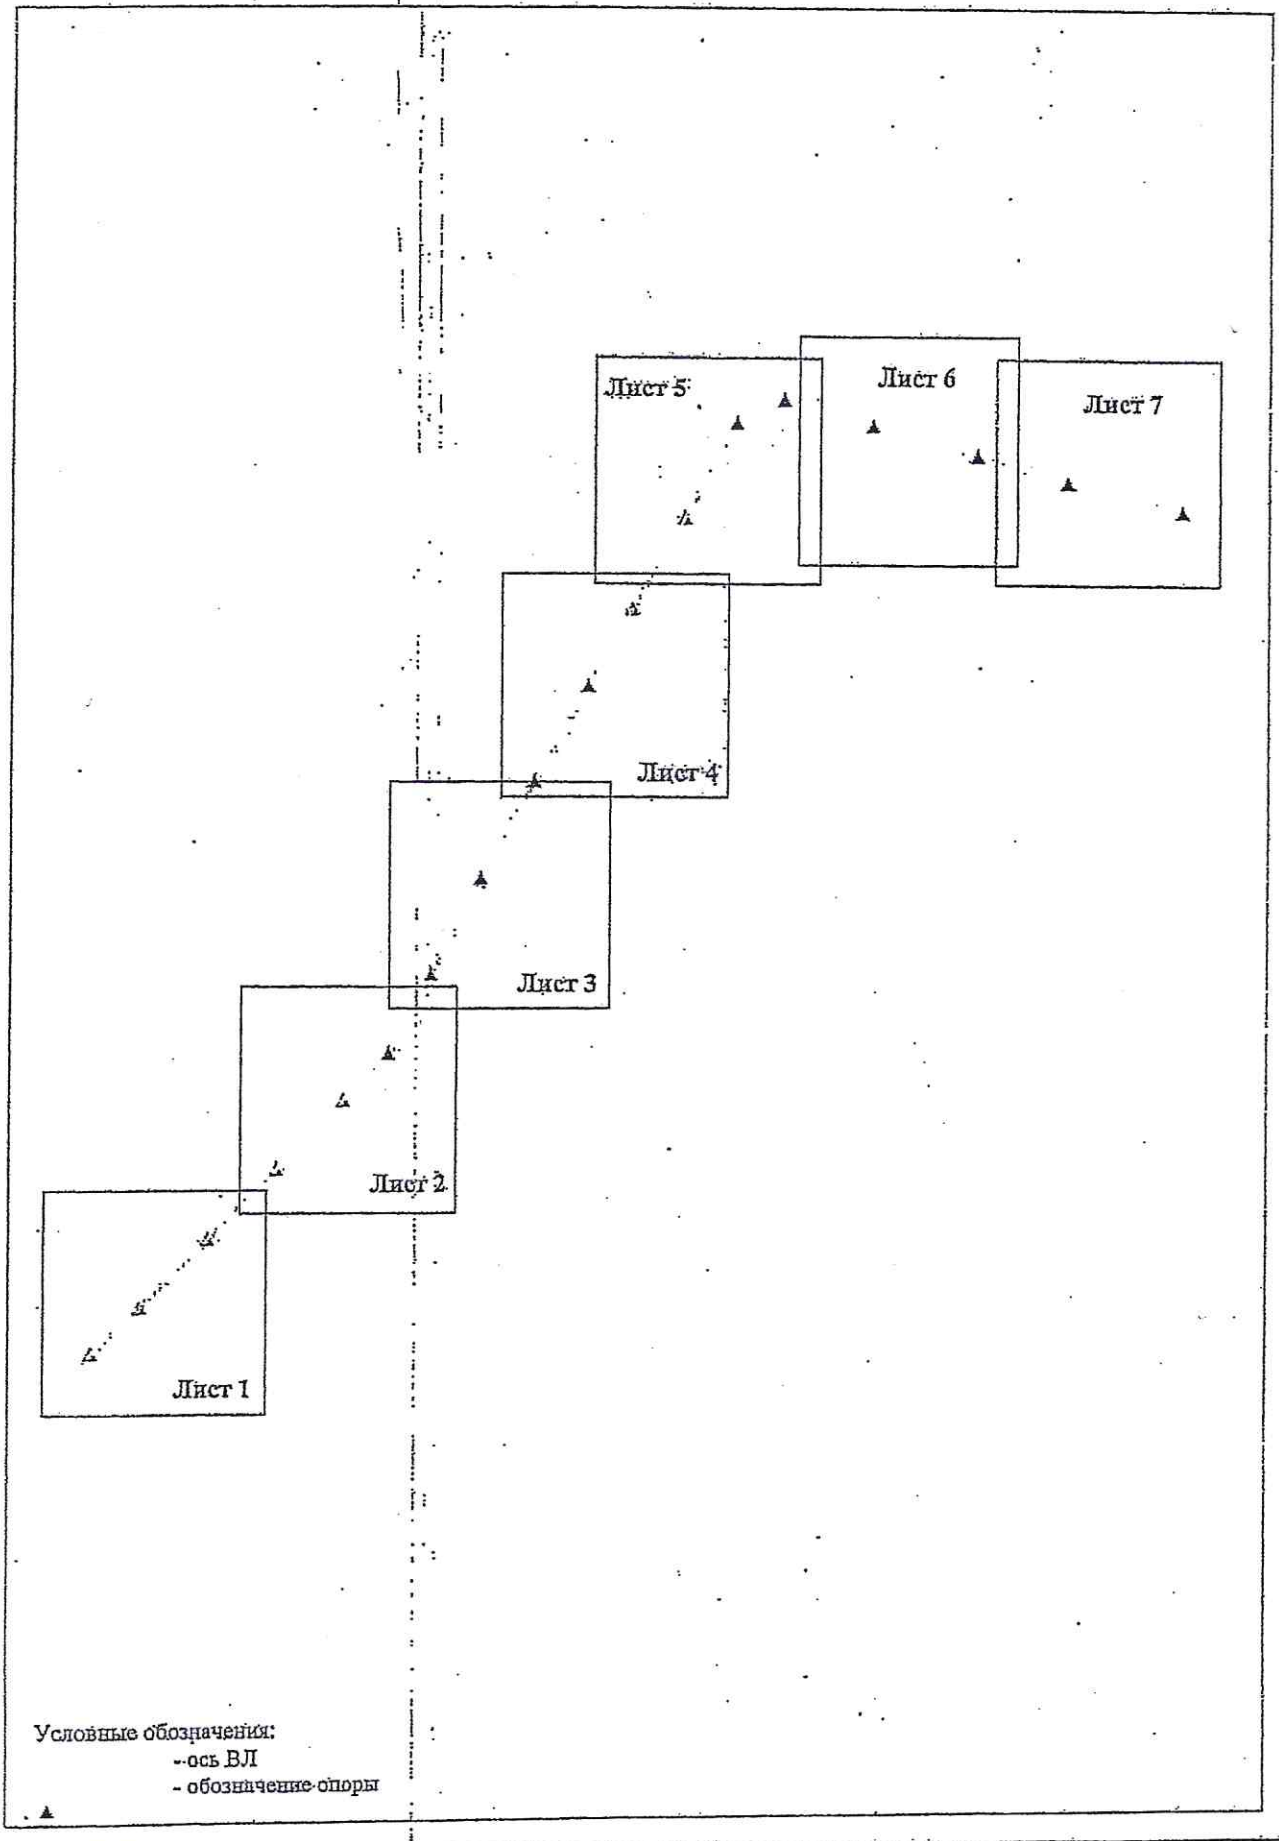 Лист 5
Лист 6
Лист 7
Лист 4
Лист 3
Лист 2
Лист 1
Условные обозначения:
- ось ВЛ
- обозначение опоры